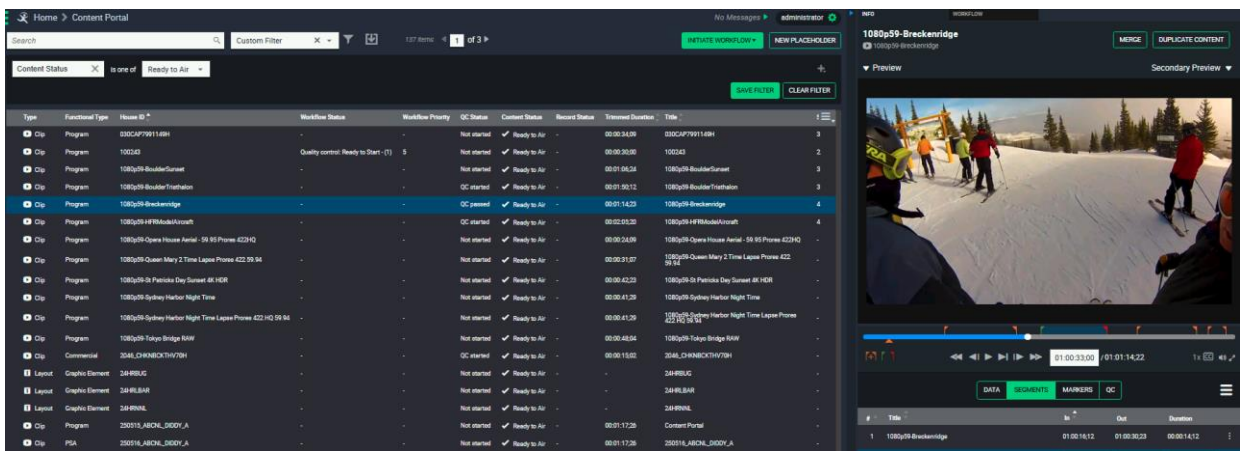 Home > Content Portal
No Messages
administrator
Search
Custom Filter
137 items
1 of 3
INITIATE WORKFLOW
NEW PLACEHOLDER
Content Status X is one of Ready to Air
SAVE FILTER CLEAR FILTER
Type Functional Type House ID Workflow Status Workflow Priority QC Status Content Status Record Status Trimmed Duration Title
Clip Program 030CAP7991149H - - Not started Ready to Air - 00:00:34;09 030CAP7991149H 3
Clip Program 100243 Quality control: Ready to Start - (1) 5 Not started Ready to Air - 00:00:30;00 100243 2
Clip Program 1080p59-BoulderSunset - - Not started Ready to Air - 00:01:06;24 1080p59-BoulderSunset 3
Clip Program 1080p59-BoulderTriathalon - - QC started Ready to Air - 00:01:50;12 1080p59-BoulderTriathalon 3
Clip Program 1080p59-Breckenridge - - QC passed Ready to Air - 00:01:14;23 1080p59-Breckenridge 4
Clip Program 1080p59-HFRModelAircraft - - QC started Ready to Air - 00:02:05;20 1080p59-HFRModelAircraft 4
Clip Program 1080p59-Opera House Aerial - 59.95 Prores 422HQ - - Not started Ready to Air - 00:00:24;09 1080p59-Opera House Aerial - 59.95 Prores 422HQ -
Clip Program 1080p59-Queen Mary 2 Time Lapse Prores 422 59.94 - - Not started Ready to Air - 00:00:31;07 1080p59-Queen Mary 2 Time Lapse Prores 422
59.94
Clip Program 1080p59-St Patricks Day Sunset 4K HDR - - Not started Ready to Air - 00:00:42;23 1080p59-St Patricks Day Sunset 4K HDR -
Clip Program 1080p59-Sydney Harbor Night Time - - Not started Ready to Air - 00:00:41;29 1080p59-Sydney Harbor Night Time -
Clip Program 1080p59-Sydney Harbor Night Time Lapse Prores 422 HQ 59.94 - - Not started Ready to Air - 00:00:41;29 1080p59-Sydney Harbor Night Time Lapse Prores
422 HQ 59.94
Clip Program 1080p59-Tokyo Bridge RAW - - Not started Ready to Air - 00:00:48;04 1080p59-Tokyo Bridge RAW -
Clip Commercial 2046_CHKNBCKTHV70H - - QC started Ready to Air - 00:00:15;02 2046_CHKNBCKTHV70H -
Layout Graphic Element 24HRBUG - - Not started Ready to Air - - 24HRBUG -
Layout Graphic Element 24HRLBAR - - Not started Ready to Air - - 24HRLBAR -
Layout Graphic Element 24HRNNL - - Not started Ready to Air - - 24HRNNL -
Clip Program 250515_ABCNL_DIDDY_A - - Not started Ready to Air - 00:01:17;26 Content Portal -
Clip PSA 250516_ABCNL_DIDDY_A - - Not started Ready to Air - 00:01:17;26 250516_ABCNL_DIDDY_A -
INFO WORKFLOW
1080p59-Breckenridge
1080p59-Breckenridge
MERGE DUPLICATE CONTENT
Preview Secondary Preview
01:00:33;00 / 01:01:14;22 1x
DATA SEGMENTS MARKERS QC
# Title In Out Duration
1 1080p59-Breckenridge 01:00:16;12 01:00:30;23 00:00:14;12